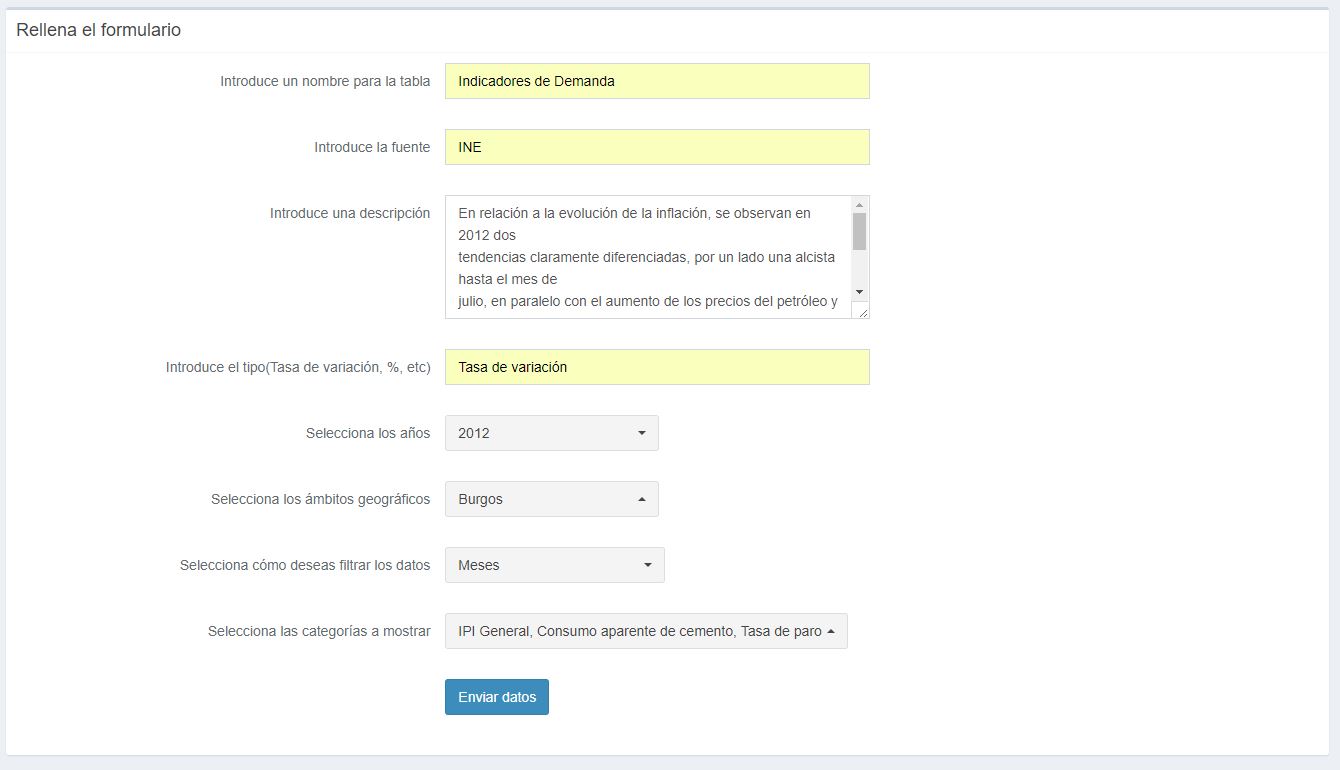 Rellena el formulario
Introduce un nombre para la tabla Indicadores de Demanda
Introduce la fuente INE
Introduce una descripción En relación a la evolución de la inflación, se observan en
2012 dos
tendencias claramente diferenciadas, por un lado una alcista
hasta el mes de
julio, en paralelo con el aumento de los precios del petróleo y
Introduce el tipo(Tasa de variación, %, etc) Tasa de variación
Selecciona los años 2012
Selecciona los ámbitos geográficos Burgos
Selecciona cómo deseas filtrar los datos Meses
Selecciona las categorías a mostrar IPI General, Consumo aparente de cemento, Tasa de paro
Enviar datos